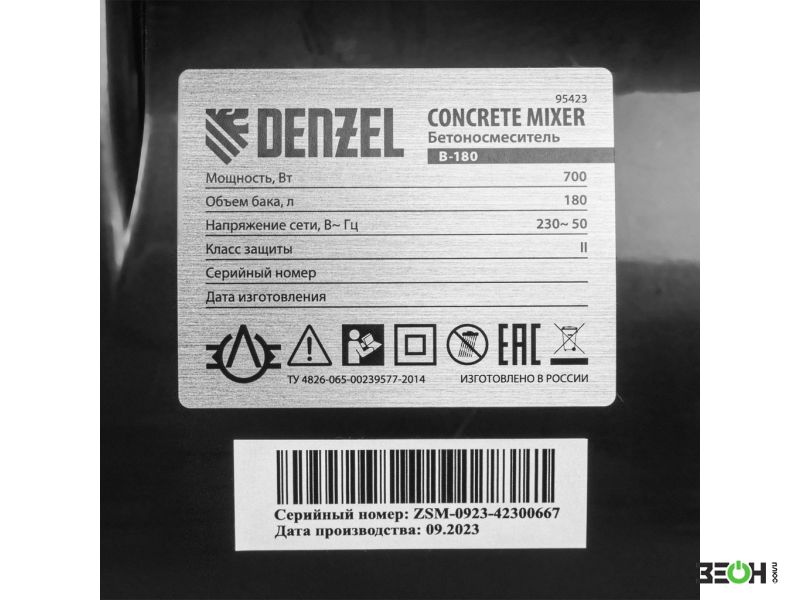 95423
DENZEL
CONCRETE MIXER
Бетоносмеситель
B-180
Мощность, Вт 700
Объем бака, л 180
Напряжение сети, В~ Гц 230~ 50
Класс защиты II
Серийный номер
Дата изготовления
EAC
ТУ 4826-065-00239577-2014 ИЗГОТОВЛЕНО В РОССИИ
Серийный номер: ZSM-0923-42300667
Дата производства: 09.2023
ЗЕОН плюс